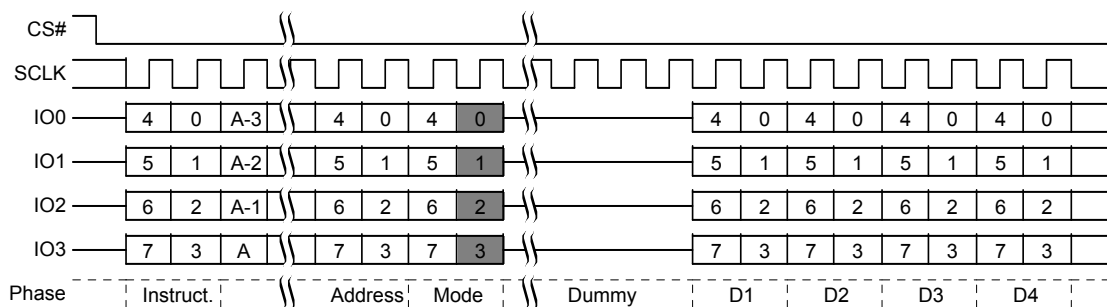 CS#
SCLK
IO0 4 0 A-3 4 0 4 0 4 0 4 0 4 0 4 0
IO1 5 1 A-2 5 1 5 1 5 1 5 1 5 1 5 1
IO2 6 2 A-1 6 2 6 2 6 2 6 2 6 2 6 2
IO3 7 3 A 7 3 7 3 7 3 7 3 7 3 7 3
Phase Instruct. Address Mode Dummy D1 D2 D3 D4